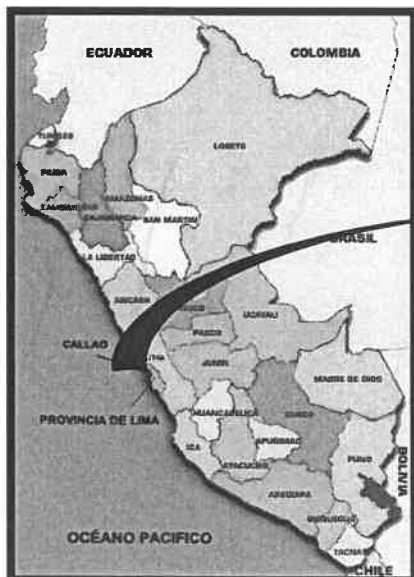 ECUADOR
COLOMBIA
TUMBES
LORETO
PIURA
AMAZONAS
CAJAMARCA
SAN MARTIN
LA LIBERTAD
BRASIL
ANCASH
UCAYALI
PASCO
CALLAO
LIMA
JUNIN
MADRE DE DIOS
PROVINCIA DE LIMA
HUANCAVELICA
CUSCO
ICA
APURIMAC
PUNO
AYACUCHO
BOLIVIA
AREQUIPA
MOQUEGUA
OCÉANO PACIFICO
TACNA
CHILE